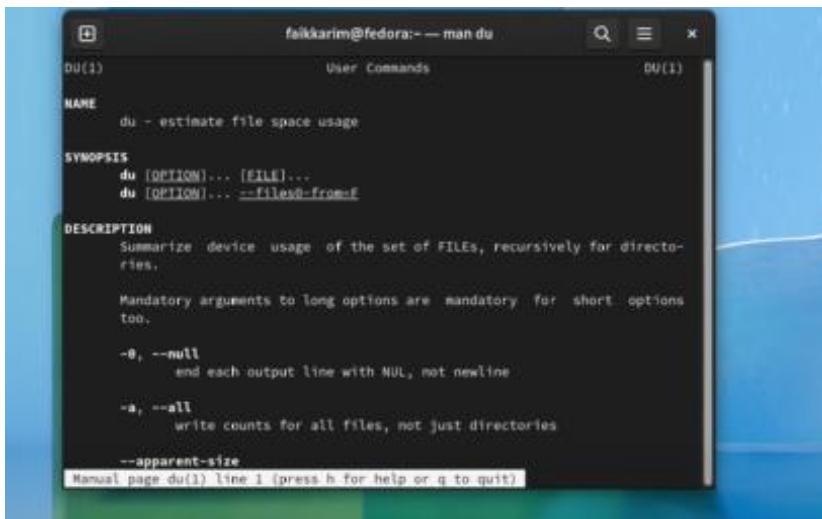 faikkarim@fedora:~ — man du
DU(1) User Commands DU(1)
NAME
du - estimate file space usage
SYNOPSIS
du [OPTION]... [FILE]...
du [OPTION]... --files0-from=F
DESCRIPTION
Summarize device usage of the set of FILEs, recursively for directo-
ries.
Mandatory arguments to long options are mandatory for short options
too.
-0, --null
end each output line with NUL, not newline
-a, --all
write counts for all files, not just directories
--apparent-size
Manual page du(1) line 1 (press h for help or q to quit)